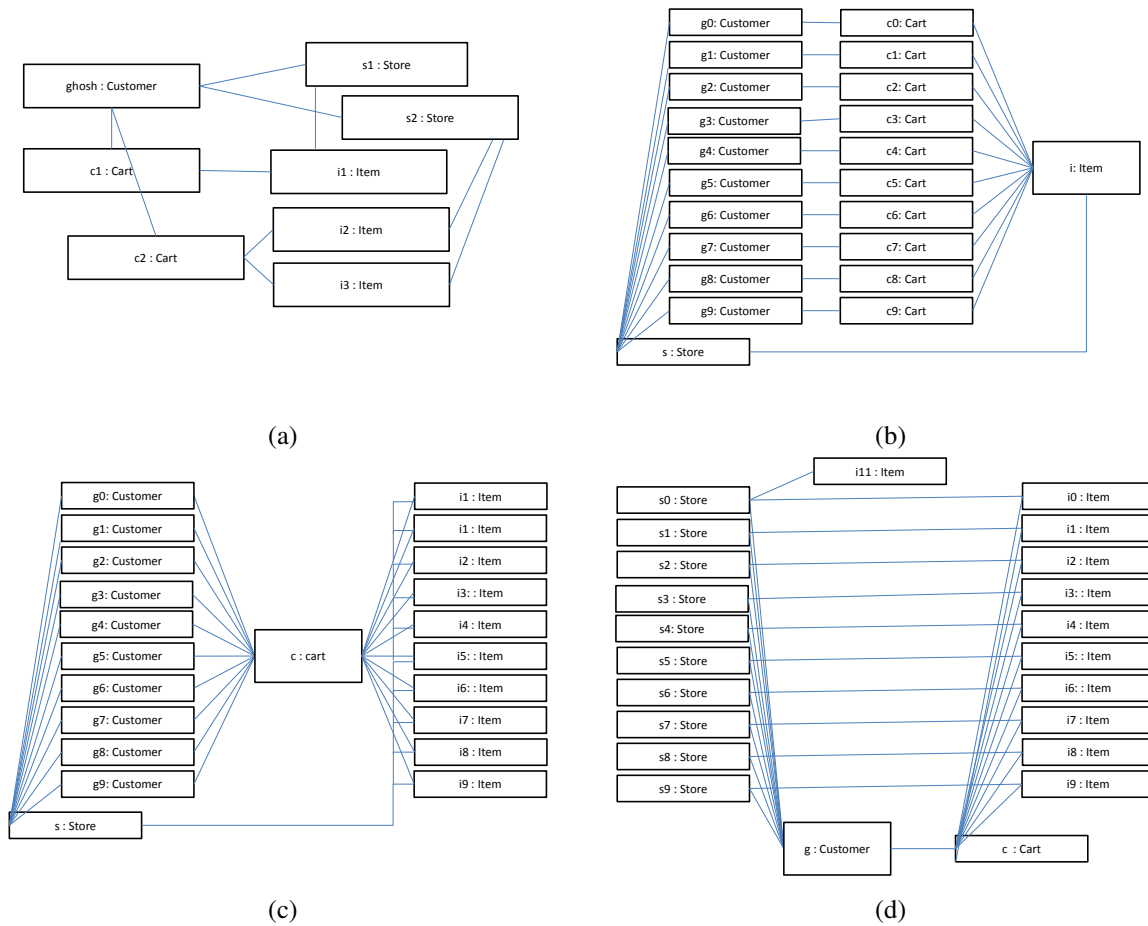 s1 : Store
ghosh : Customer
s2 : Store
c1 : Cart
i1 : Item
i2 : Item
c2 : Cart
i3 : Item
(a)
g0: Customer
c0: Cart
g1: Customer
c1: Cart
g2: Customer
c2: Cart
g3: Customer
c3: Cart
g4: Customer
c4: Cart
i: Item
g5: Customer
c5: Cart
g6: Customer
c6: Cart
g7: Customer
c7: Cart
g8: Customer
c8: Cart
g9: Customer
c9: Cart
s : Store
(b)
g0: Customer
i1 : Item
g1: Customer
i1 : Item
g2: Customer
i2 : Item
g3: Customer
i3: : Item
g4: Customer
i4 : Item
c : cart
g5: Customer
i5: : Item
g6: Customer
i6: : Item
g7: Customer
i7 : Item
g8: Customer
i8 : Item
g9: Customer
i9 : Item
s : Store
(c)
i11 : Item
s0 : Store
i0 : Item
s1 : Store
i1 : Item
s2 : Store
i2 : Item
s3 : Store
i3: : Item
s4: Store
i4 : Item
s5 : Store
i5: : Item
s6 : Store
i6: : Item
s7 : Store
i7 : Item
s8 : Store
i8 : Item
s9 : Store
i9 : Item
g : Customer
c : Cart
(d)